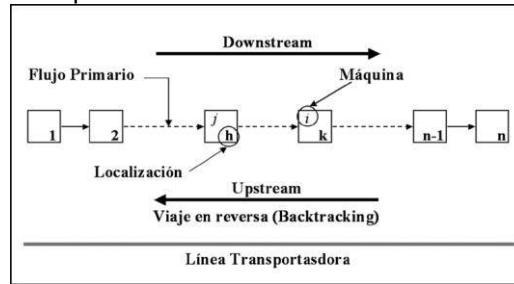 Downstream
Flujo Primario
Máquina
1
2
j
h
i
k
n-1
n
Localización
Upstream
Viaje en reversa (Backtracking)
Línea Transportasdora